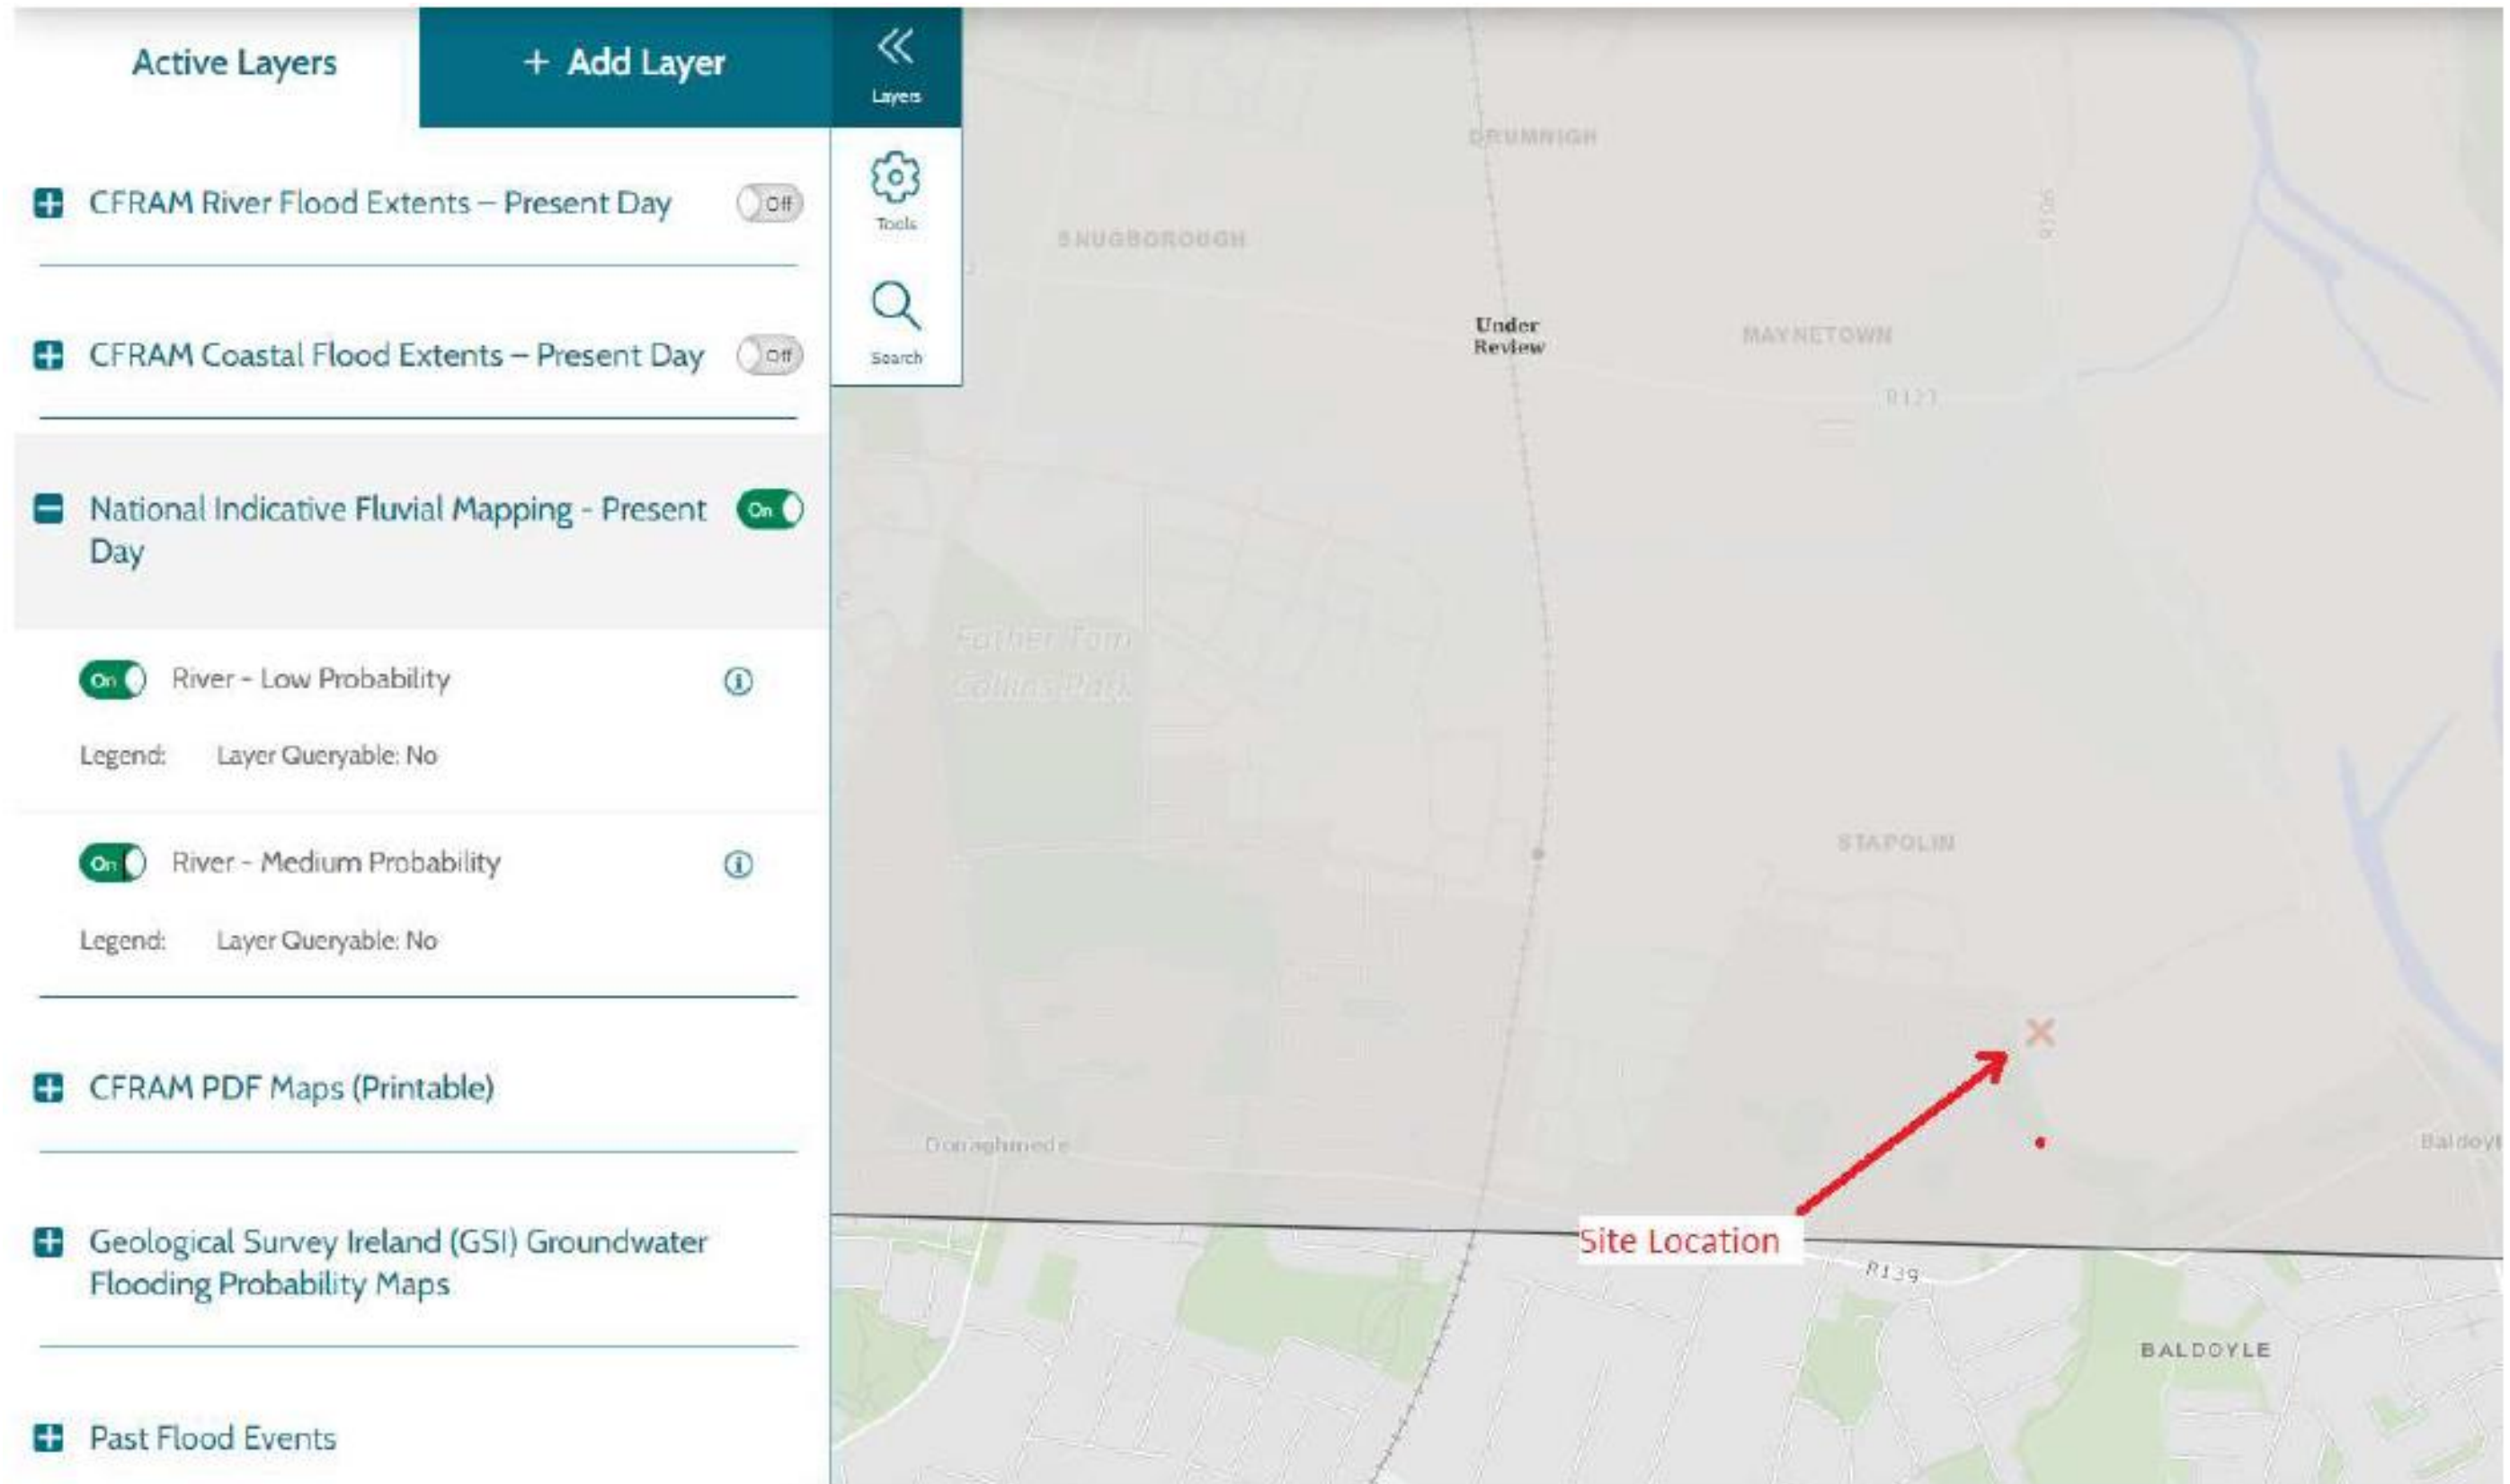 Active Layers
+ Add Layer
Layers
Tools
Search
CFRAM River Flood Extents – Present Day
Off
CFRAM Coastal Flood Extents – Present Day
Off
National Indicative Fluvial Mapping - Present
Day
On
On
River - Low Probability
Legend: Layer Queryable: No
On
River - Medium Probability
Legend: Layer Queryable: No
CFRAM PDF Maps (Printable)
Geological Survey Ireland (GSI) Groundwater
Flooding Probability Maps
Past Flood Events
DRUMNIGH
R106
SNUGBOROUGH
Under
Review
MAYNETOWN
R123
Father Tom
Collins Park
STAPOLIN
Donaghmede
Baldoyl
Site Location
R139
BALDOYLE